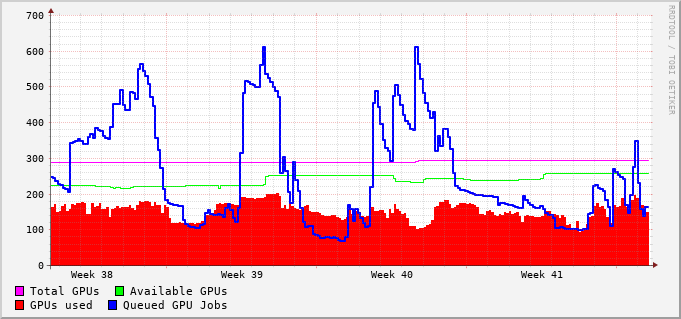 700
600
500
400
300
200
100
0
Week 38 Week 39 Week 40 Week 41
Total GPUs Available GPUs
GPUs used Queued GPU Jobs
RRDTOOL / TOBI OETIKER